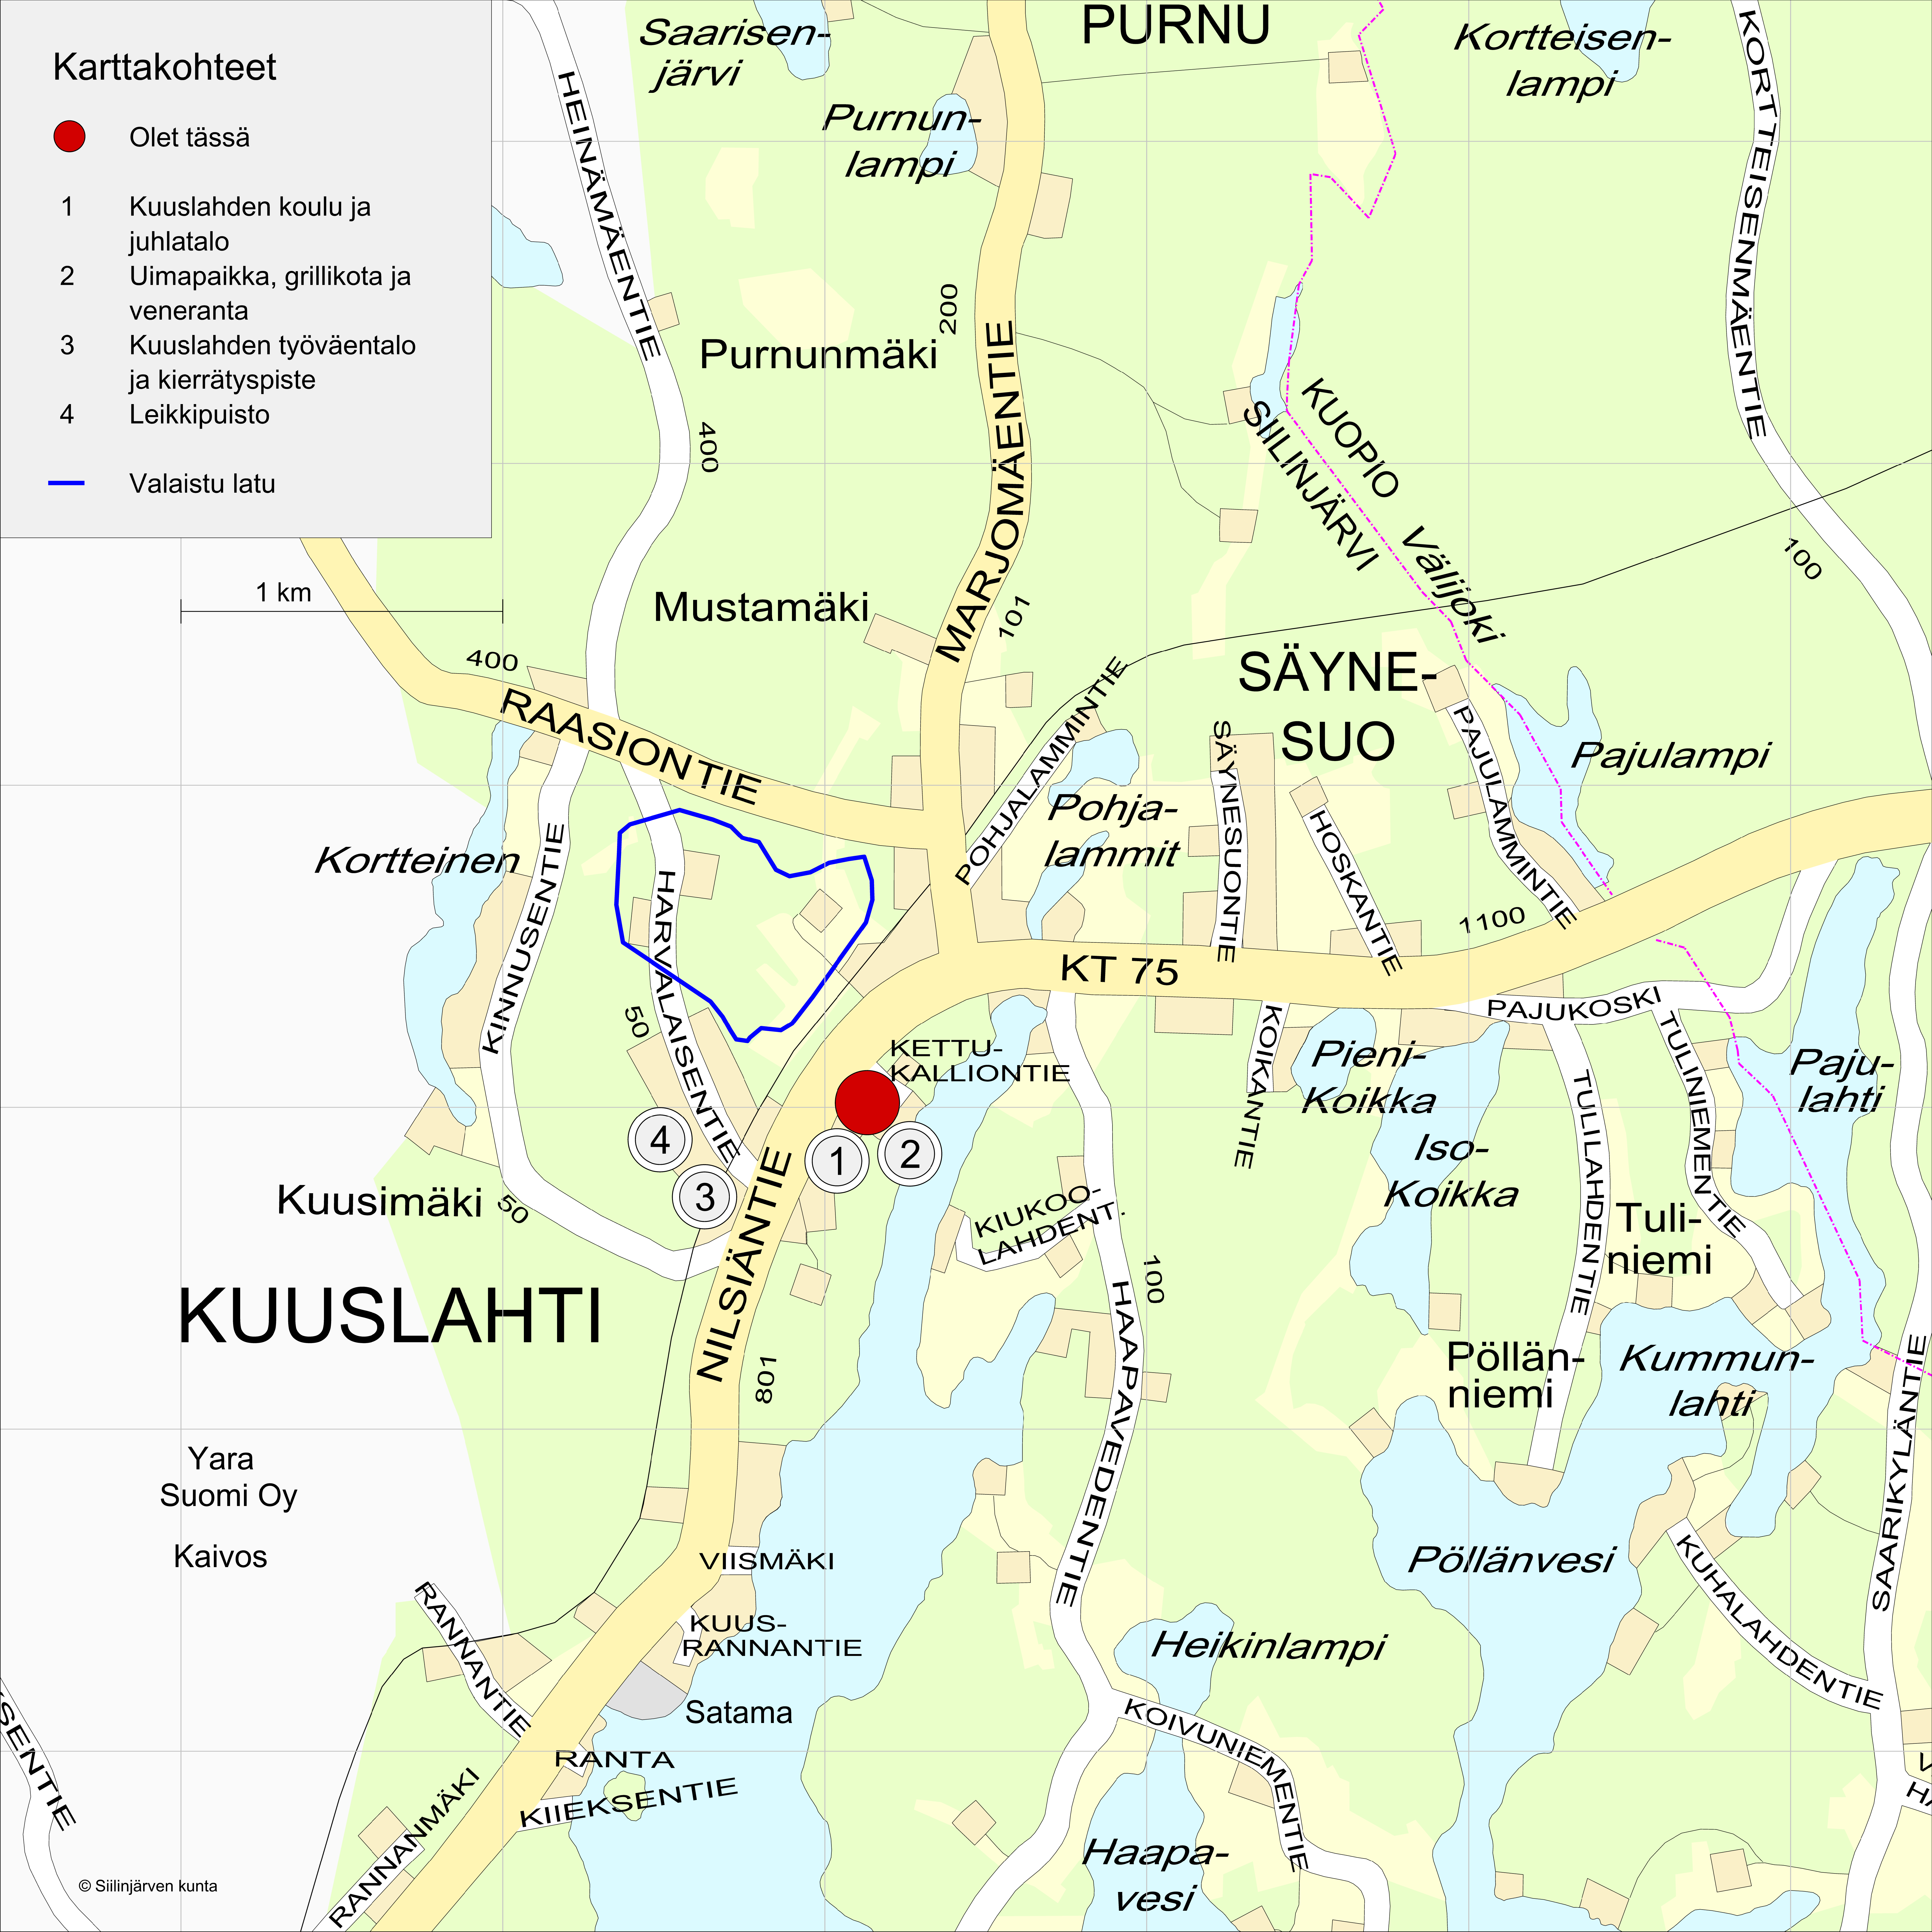 Karttakohteet
Olet tässä
1 Kuuslahden koulu ja
juhlatalo
2 Uimapaikka, grillikota ja
veneranta
3 Kuuslahden työväentalo
ja kierrätyspiste
4 Leikkipuisto
Valaistu latu
1 km
PURNU
Saarisen-
järvi
Kortteisen-
lampi
KORTTEISENMÄENTIE
HEINÄMÄENTIE
Purnun-
lampi
200
Purnunmäki
MARJOMÄENTIE
400
KUOPIO
SIILINJÄRVI
Välijoki
100
Mustamäki
101
400
RAASIONTIE
POHJALAMMINTIE
SÄYNE-
SUO
SÄYNESUONTIE
PAJULAMMINTIE
Pajulampi
Pohja-
lammit
HOSKANTIE
Kortteinen
KINNUSENTIE
HARVALAISENTIE
1100
KT 75
PAJUKOSKI
50
KETTU-
KALLIONTIE
KOIKANTIE
Pieni-
Koikka
TULINIEMENTIE
Paju-
lahti
TULILAHDENTIE
4
1
2
3
Iso-
Koikka
Kuusimäki
50
NILSIÄNTIE
KIUKOO-
LAHDENT.
Tuli-
niemi
100
KUUSLAHTI
HAAPAVEDENTIE
801
Pöllän-
niemi
Kummun-
lahti
SAARIKYLÄNTIE
Yara
Suomi Oy
Kaivos
VIISMÄKI
Pöllänvesi
KUHALAHDENTIE
RANNANTIE
KUUS-
RANNANTIE
Heikinlampi
Satama
KOIVUNIEMENTIE
RANTA
KIIEKSENTIE
RANNANMÄKI
SENTIE
Haapa-
vesi
© Siilinjärven kunta